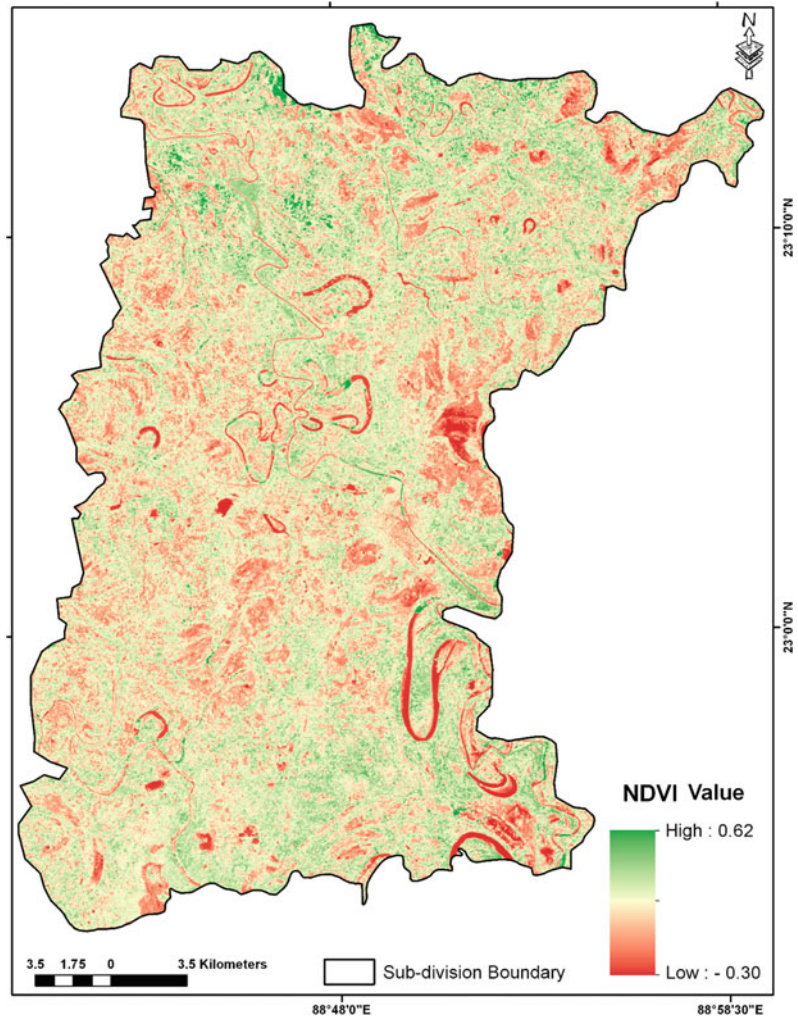 N
23°10'0"N
23°0'0"N
NDVI Value
High : 0.62
Low : - 0.30
3.5 1.75 0 3.5 Kilometers
Sub-division Boundary
88°48'0"E 88°58'30"E